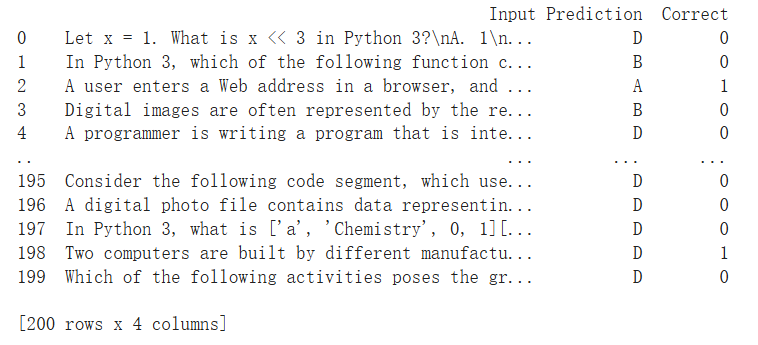 Input Prediction Correct
0 Let x = 1. What is x << 3 in Python 3?\nA. 1\n... D 0
1 In Python 3, which of the following function c... B 0
2 A user enters a Web address in a browser, and ... A 1
3 Digital images are often represented by the re... B 0
4 A programmer is writing a program that is inte... D 0
.. ... ... ...
195 Consider the following code segment, which use... D 0
196 A digital photo file contains data representin... D 0
197 In Python 3, what is ['a', 'Chemistry', 0, 1][... D 0
198 Two computers are built by different manufactu... D 1
199 Which of the following activities poses the gr... D 0
[200 rows x 4 columns]